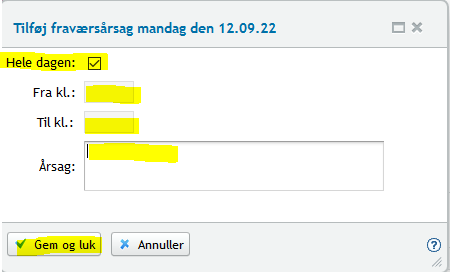 Tilføj fraværsårsag mandag den 12.09.22
Hele dagen:
Fra kl.:
Til kl.:
Årsag:
Gem og luk Annuller